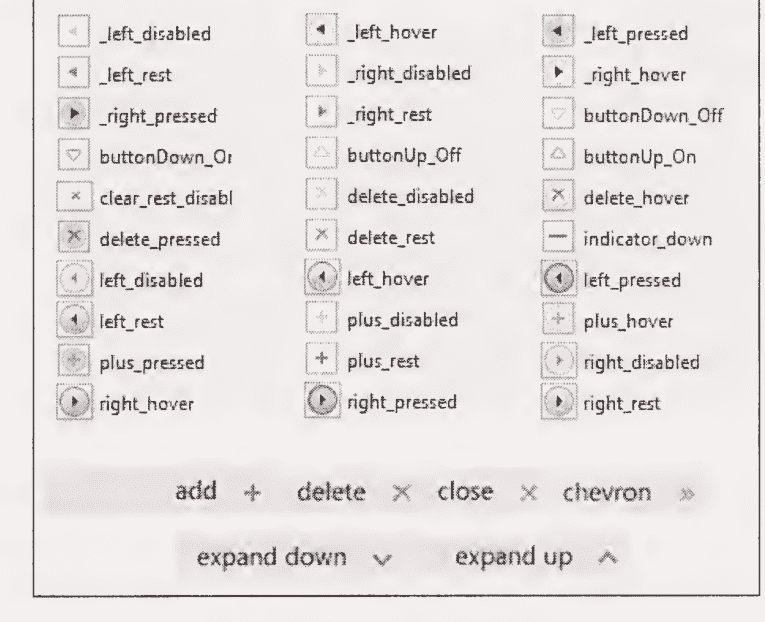 _left_disabled _left_hover _left_pressed
_left_rest _right_disabled _right_hover
_right_pressed _right_rest buttonDown_Off
buttonDown_Or buttonUp_Off buttonUp_On
clear_rest_disabl delete_disabled delete_hover
delete_pressed delete_rest indicator_down
left_disabled left_hover left_pressed
left_rest plus_disabled plus_hover
plus_pressed plus_rest right_disabled
right_hover right_pressed right_rest
add + delete × close × chevron »
expand down expand up